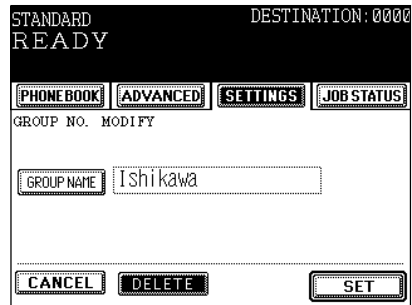 STANDARD DESTINATION:0000
READY
PHONE BOOK ADVANCED SETTINGS JOB STATUS
GROUP NO. MODIFY
GROUP NAME Ishikawa
CANCEL DELETE SET